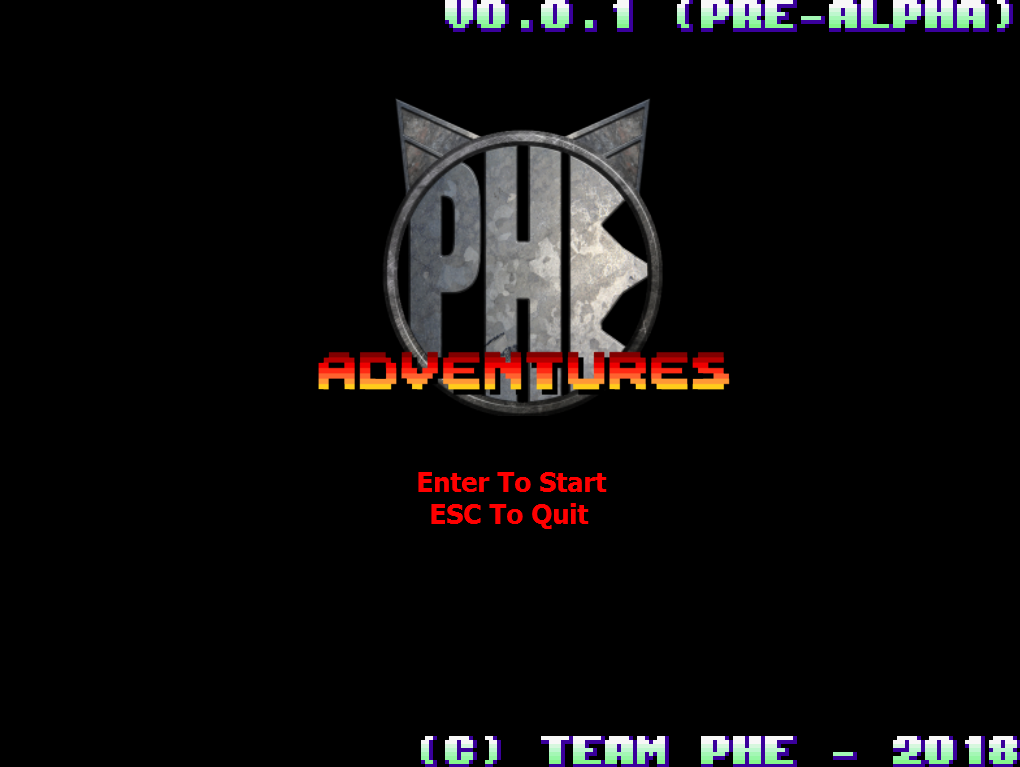 V0.0.1 (PRE-ALPHA)
PHE
ADVENTURES
Enter To Start
ESC To Quit
(C) TEAM PHE - 2018